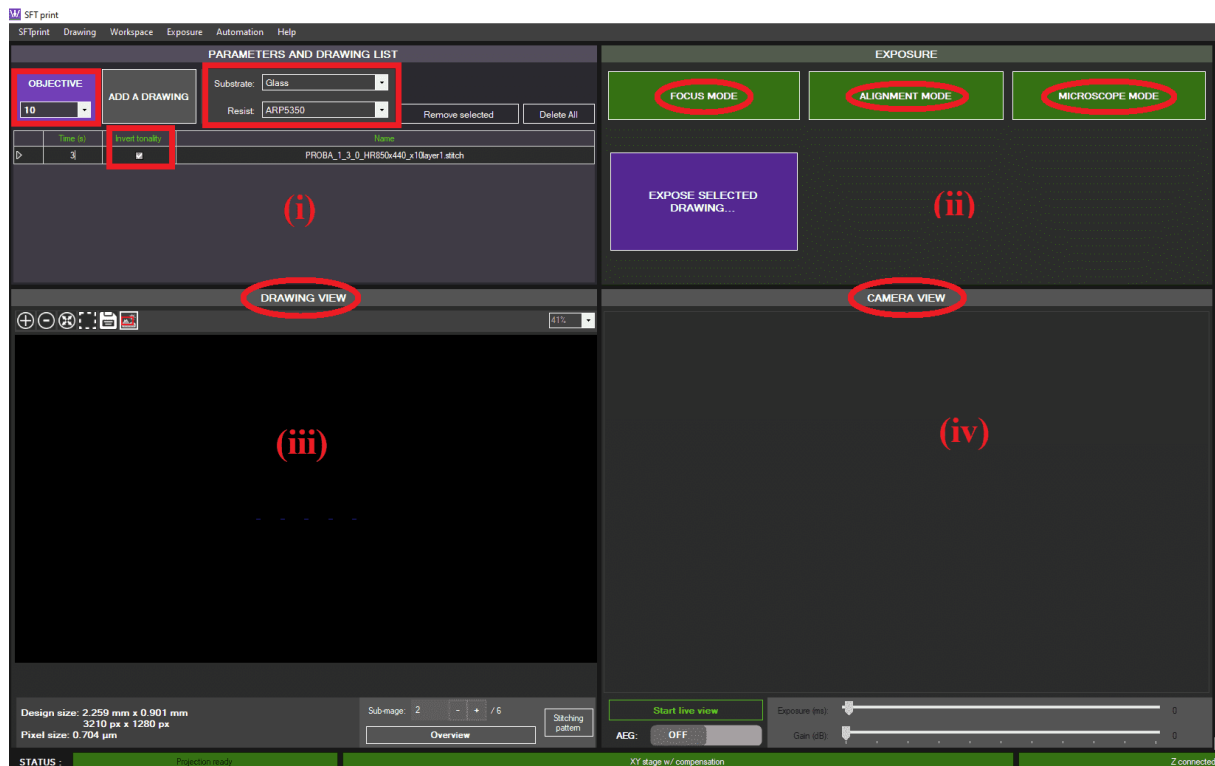 SFT print
SFTprint Drawing Workspace Exposure Automation Help
PARAMETERS AND DRAWING LIST
OBJECTIVE
10
ADD A DRAWING
Substrate: Glass
Resist: ARP5350
Remove selected
Delete All
Time (s) Invert tonality Name
3 PROBA_1_3_0_HR850x440_x10layer1.stitch
(i)
EXPOSURE
FOCUS MODE
ALIGNMENT MODE
MICROSCOPE MODE
EXPOSE SELECTED
DRAWING...
(ii)
DRAWING VIEW
41%
(iii)
Design size: 2.259 mm x 0.901 mm
3210 px x 1280 px
Pixel size: 0.704 µm
Sub-image: 2 - + / 6
Overview
Stitching
pattern
CAMERA VIEW
(iv)
Start live view
AEG: OFF
Exposure (ms): 0
Gain (dB): 0
STATUS : Projection ready XY stage w/ compensation Z connected